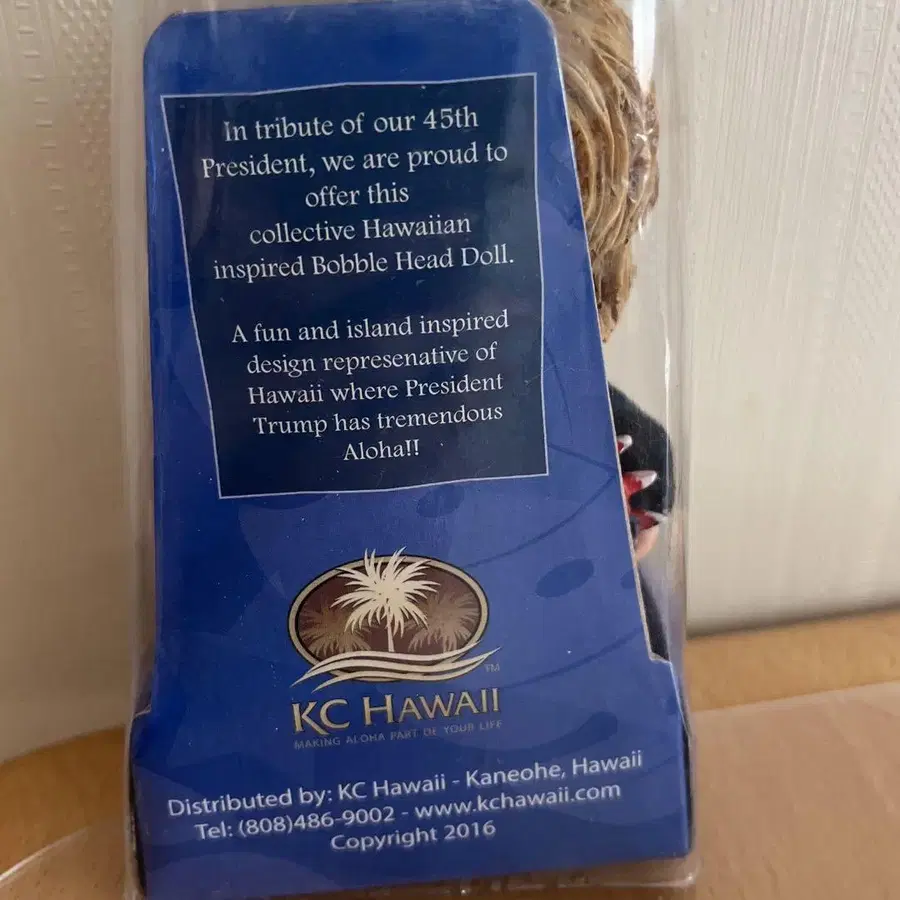 In tribute of our 45th
President, we are proud to
offer this
collective Hawaiian
inspired Bobble Head Doll.
A fun and island inspired
design represenative of
Hawaii where President
Trump has tremendous
Aloha!!
TM
KC HAWAII
MAKING ALOHA PART OF YOUR LIFE
Distributed by: KC Hawaii - Kaneohe, Hawaii
Tel: (808)486-9002 - www.kchawaii.com
Copyright 2016